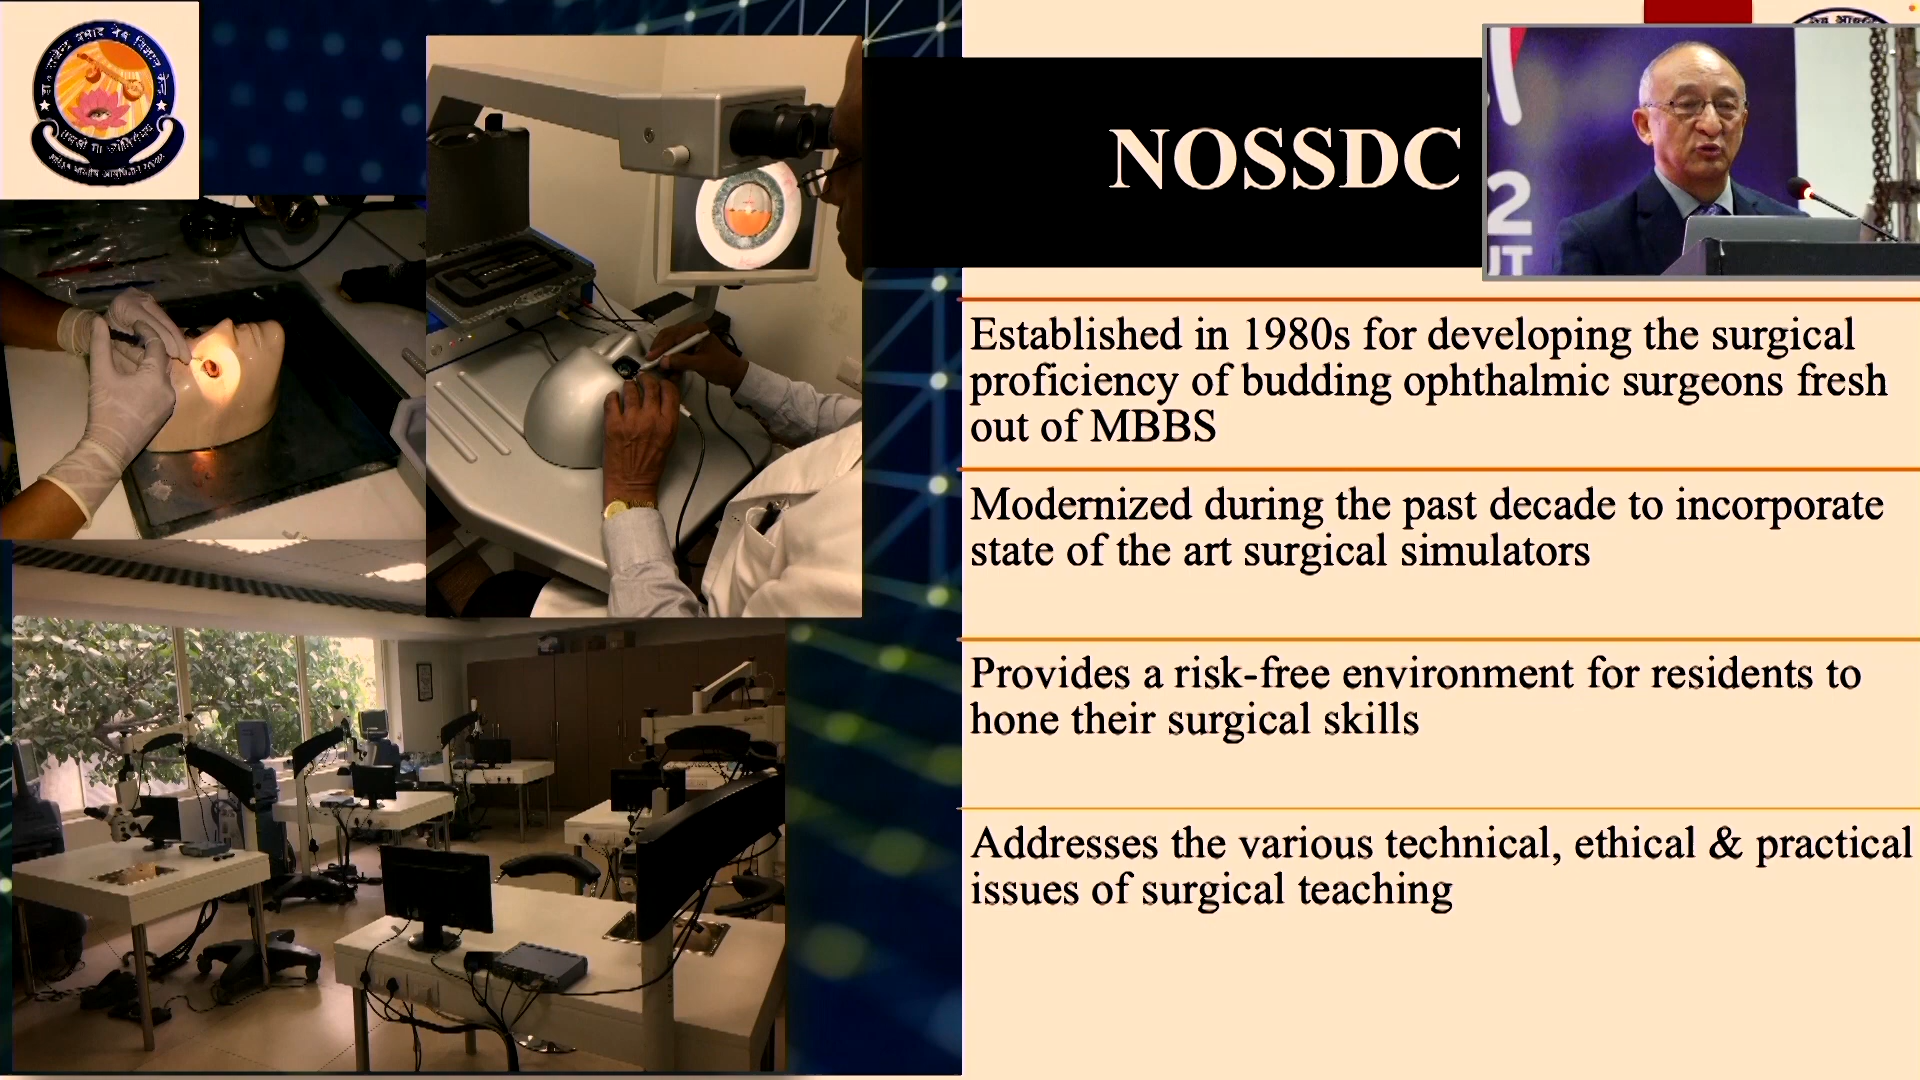 NOSSDC
2
Established in 1980s for developing the surgical
proficiency of budding ophthalmic surgeons fresh
out of MBBS
Modernized during the past decade to incorporate
state of the art surgical simulators
Provides a risk-free environment for residents to
hone their surgical skills
Addresses the various technical, ethical & practical
issues of surgical teaching